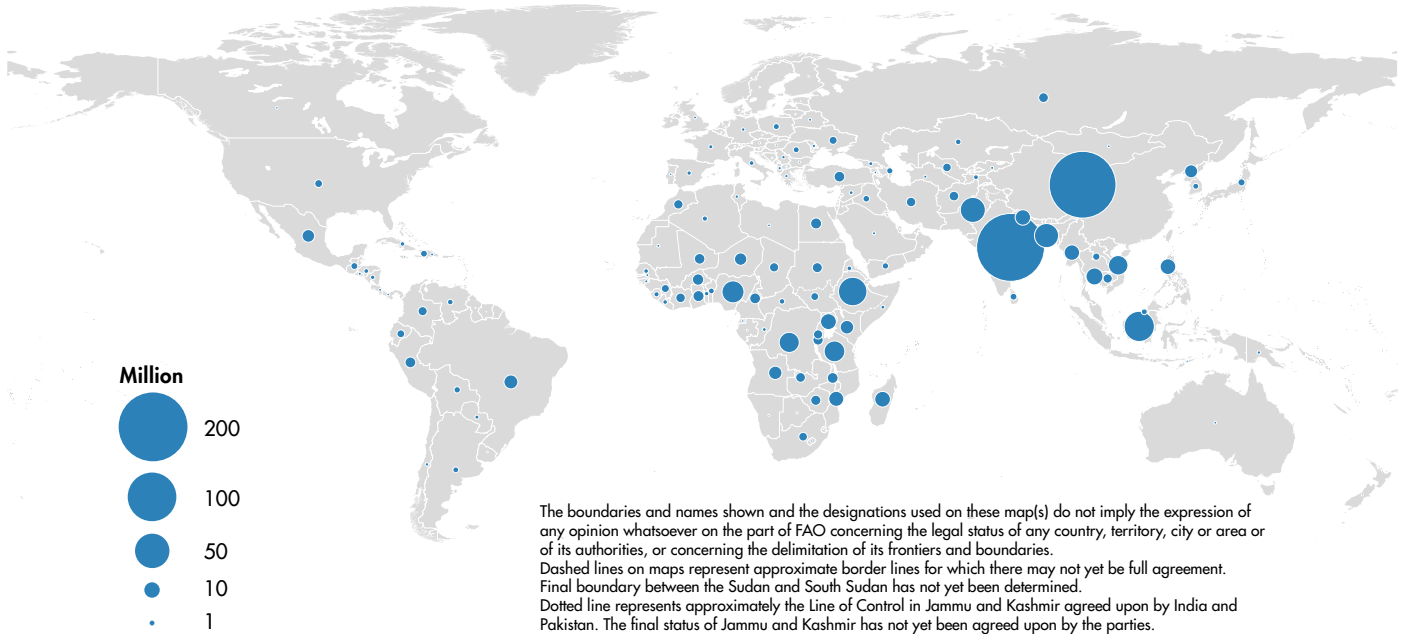 Million
200
100
50
10
1
The boundaries and names shown and the designations used on these map(s) do not imply the expression of
any opinion whatsoever on the part of FAO concerning the legal status of any country, territory, city or area or
of its authorities, or concerning the delimitation of its frontiers and boundaries.
Dashed lines on maps represent approximate border lines for which there may not yet be full agreement.
Final boundary between the Sudan and South Sudan has not yet been determined.
Dotted line represents approximately the Line of Control in Jammu and Kashmir agreed upon by India and
Pakistan. The final status of Jammu and Kashmir has not yet been agreed upon by the parties.